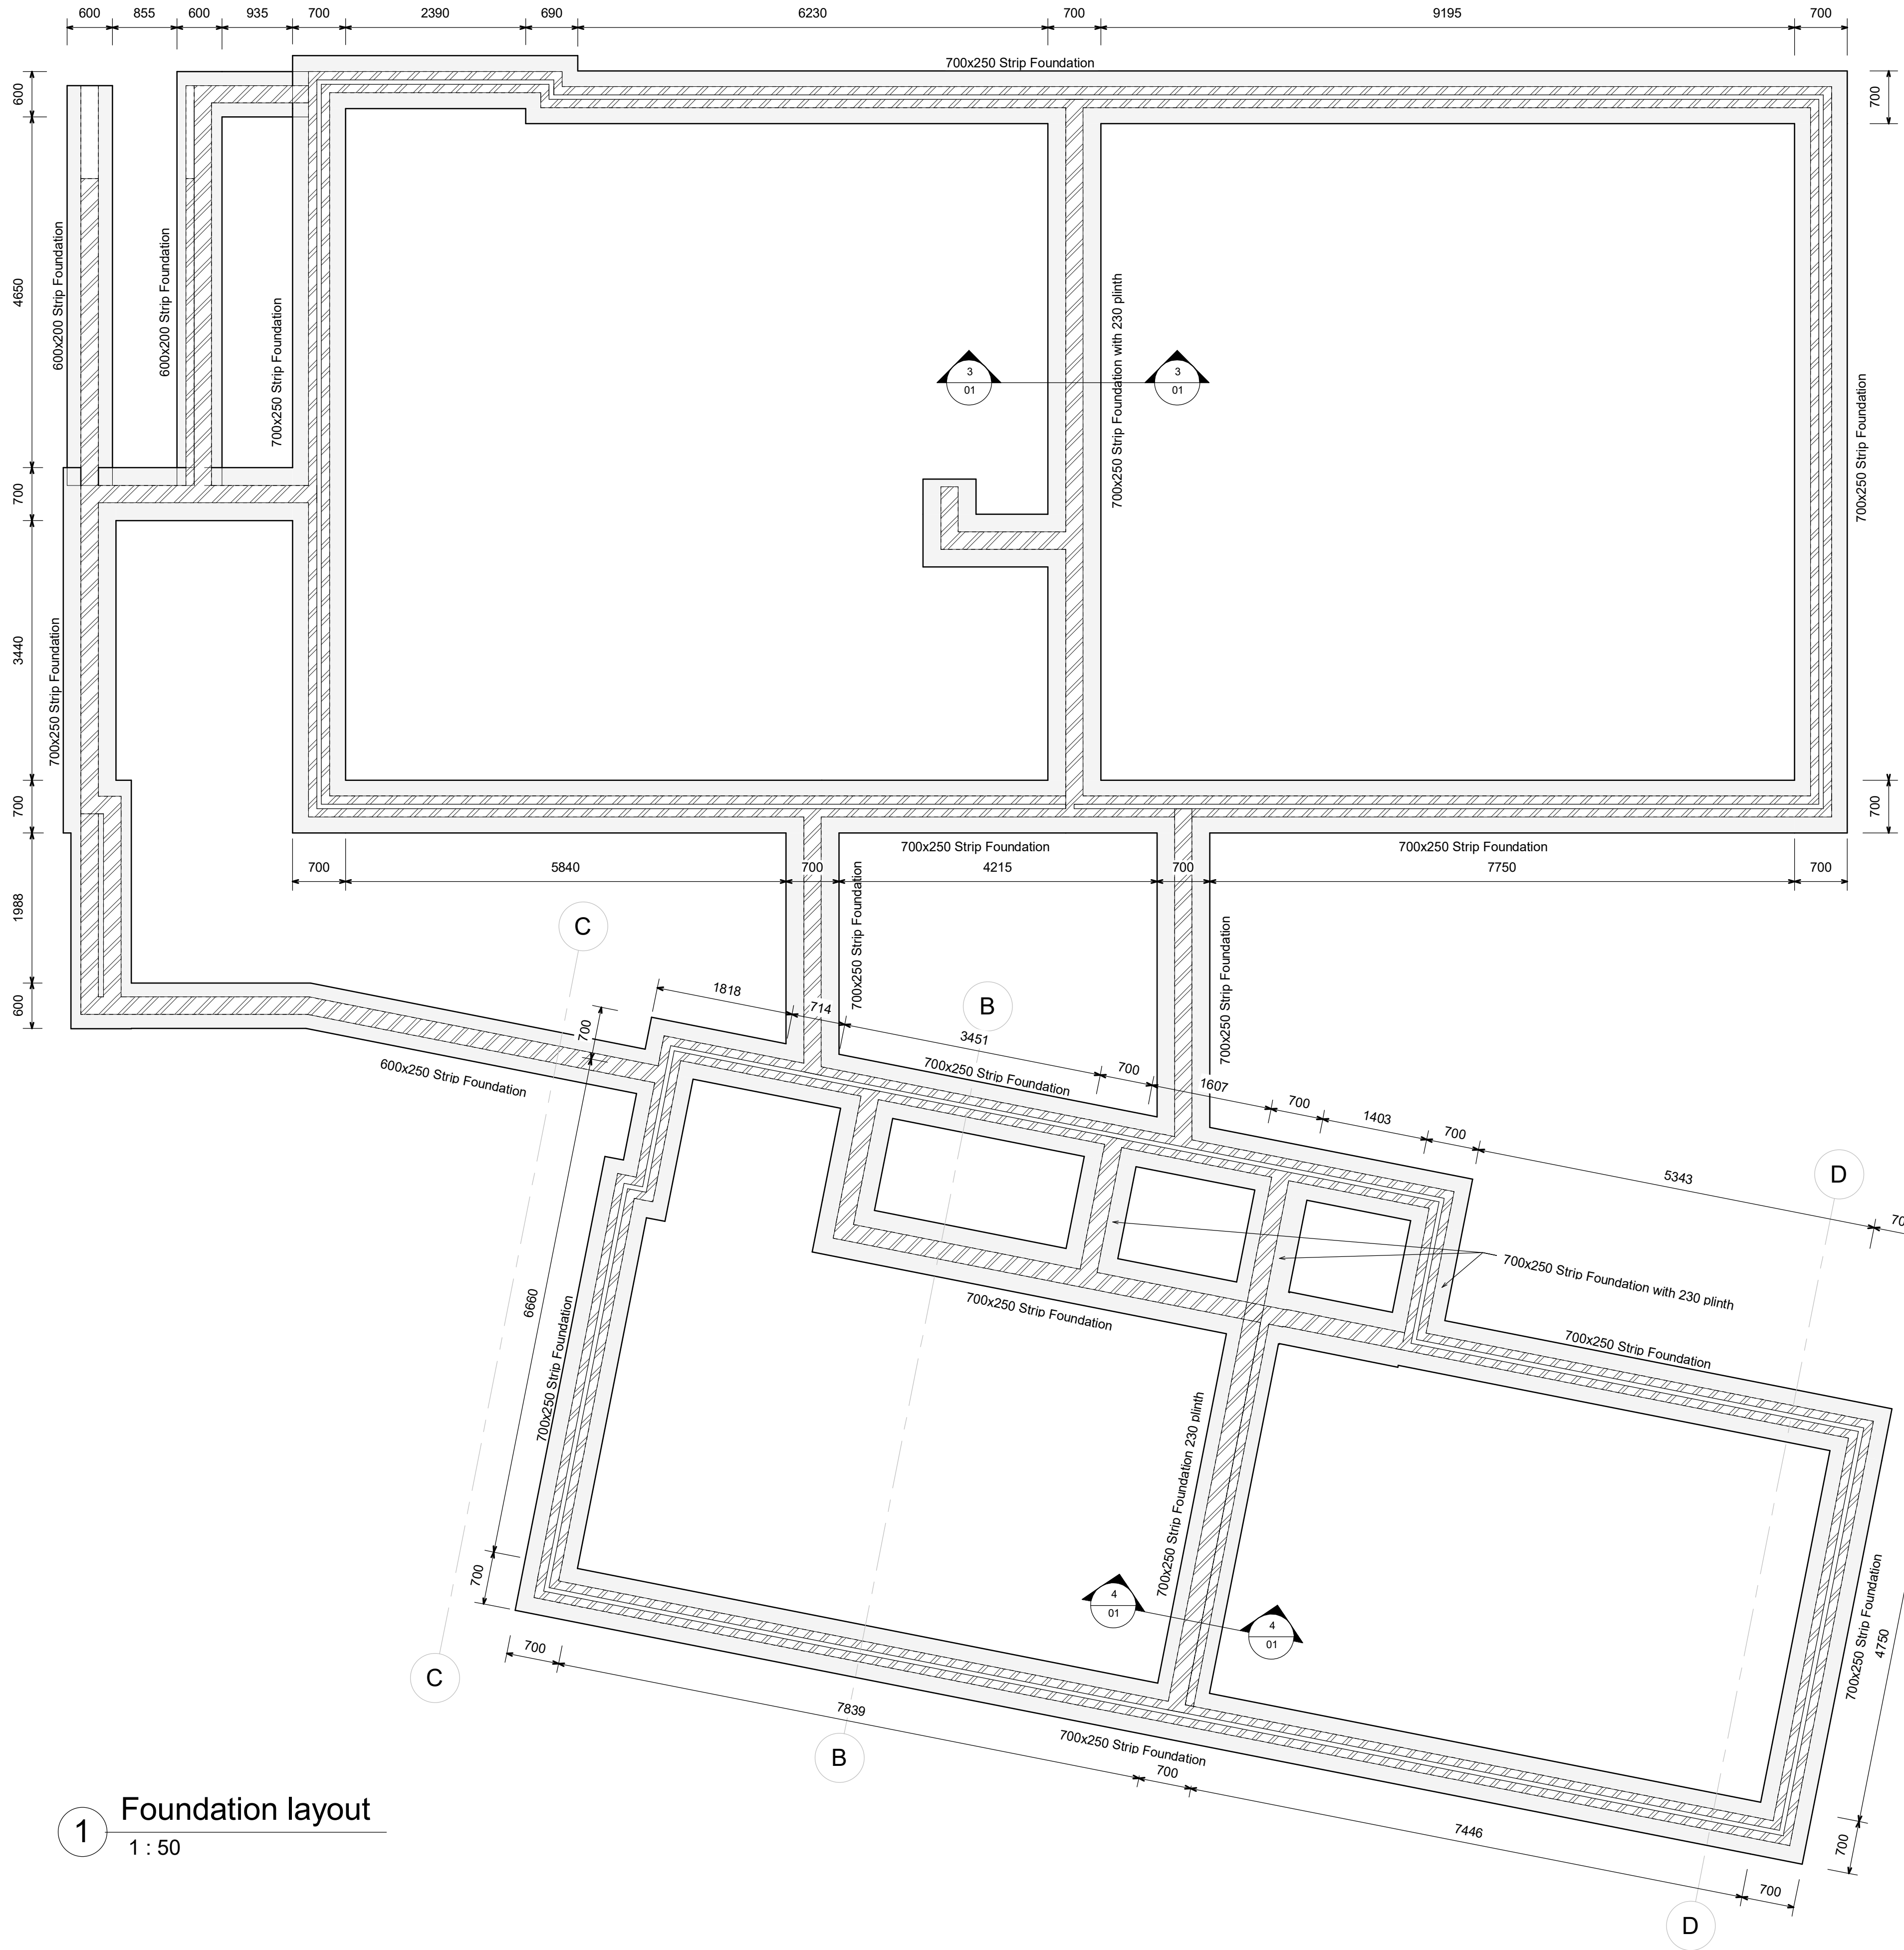 600
855
600
935
700
2390
690
6230
700
9195
700
700x250 Strip Foundation
600
4650
700
3440
700
1988
600
700
700
600x200 Strip Foundation
600x200 Strip Foundation
700x250 Strip Foundation
700x250 Strip Foundation with 230 plinth
700x250 Strip Foundation
3
01
3
01
700x250 Strip Foundation
700x250 Strip Foundation
700x250 Strip Foundation
700
5840
700
4215
700
7750
700
700x250 Strip Foundation
700x250 Strip Foundation
C
B
D
1818
714
3451
700
1607
700
1403
700
5343
700
600x250 Strip Foundation
700x250 Strip Foundation
700x250 Strip Foundation with 230 plinth
700x250 Strip Foundation
700x250 Strip Foundation
6660
700x250 Strip Foundation
700x250 Strip Foundation 230 plinth
4
01
4
01
700x250 Strip Foundation
4750
700
700
700
7839
700x250 Strip Foundation
700
7446
700
C
B
D
1
Foundation layout
1 : 50